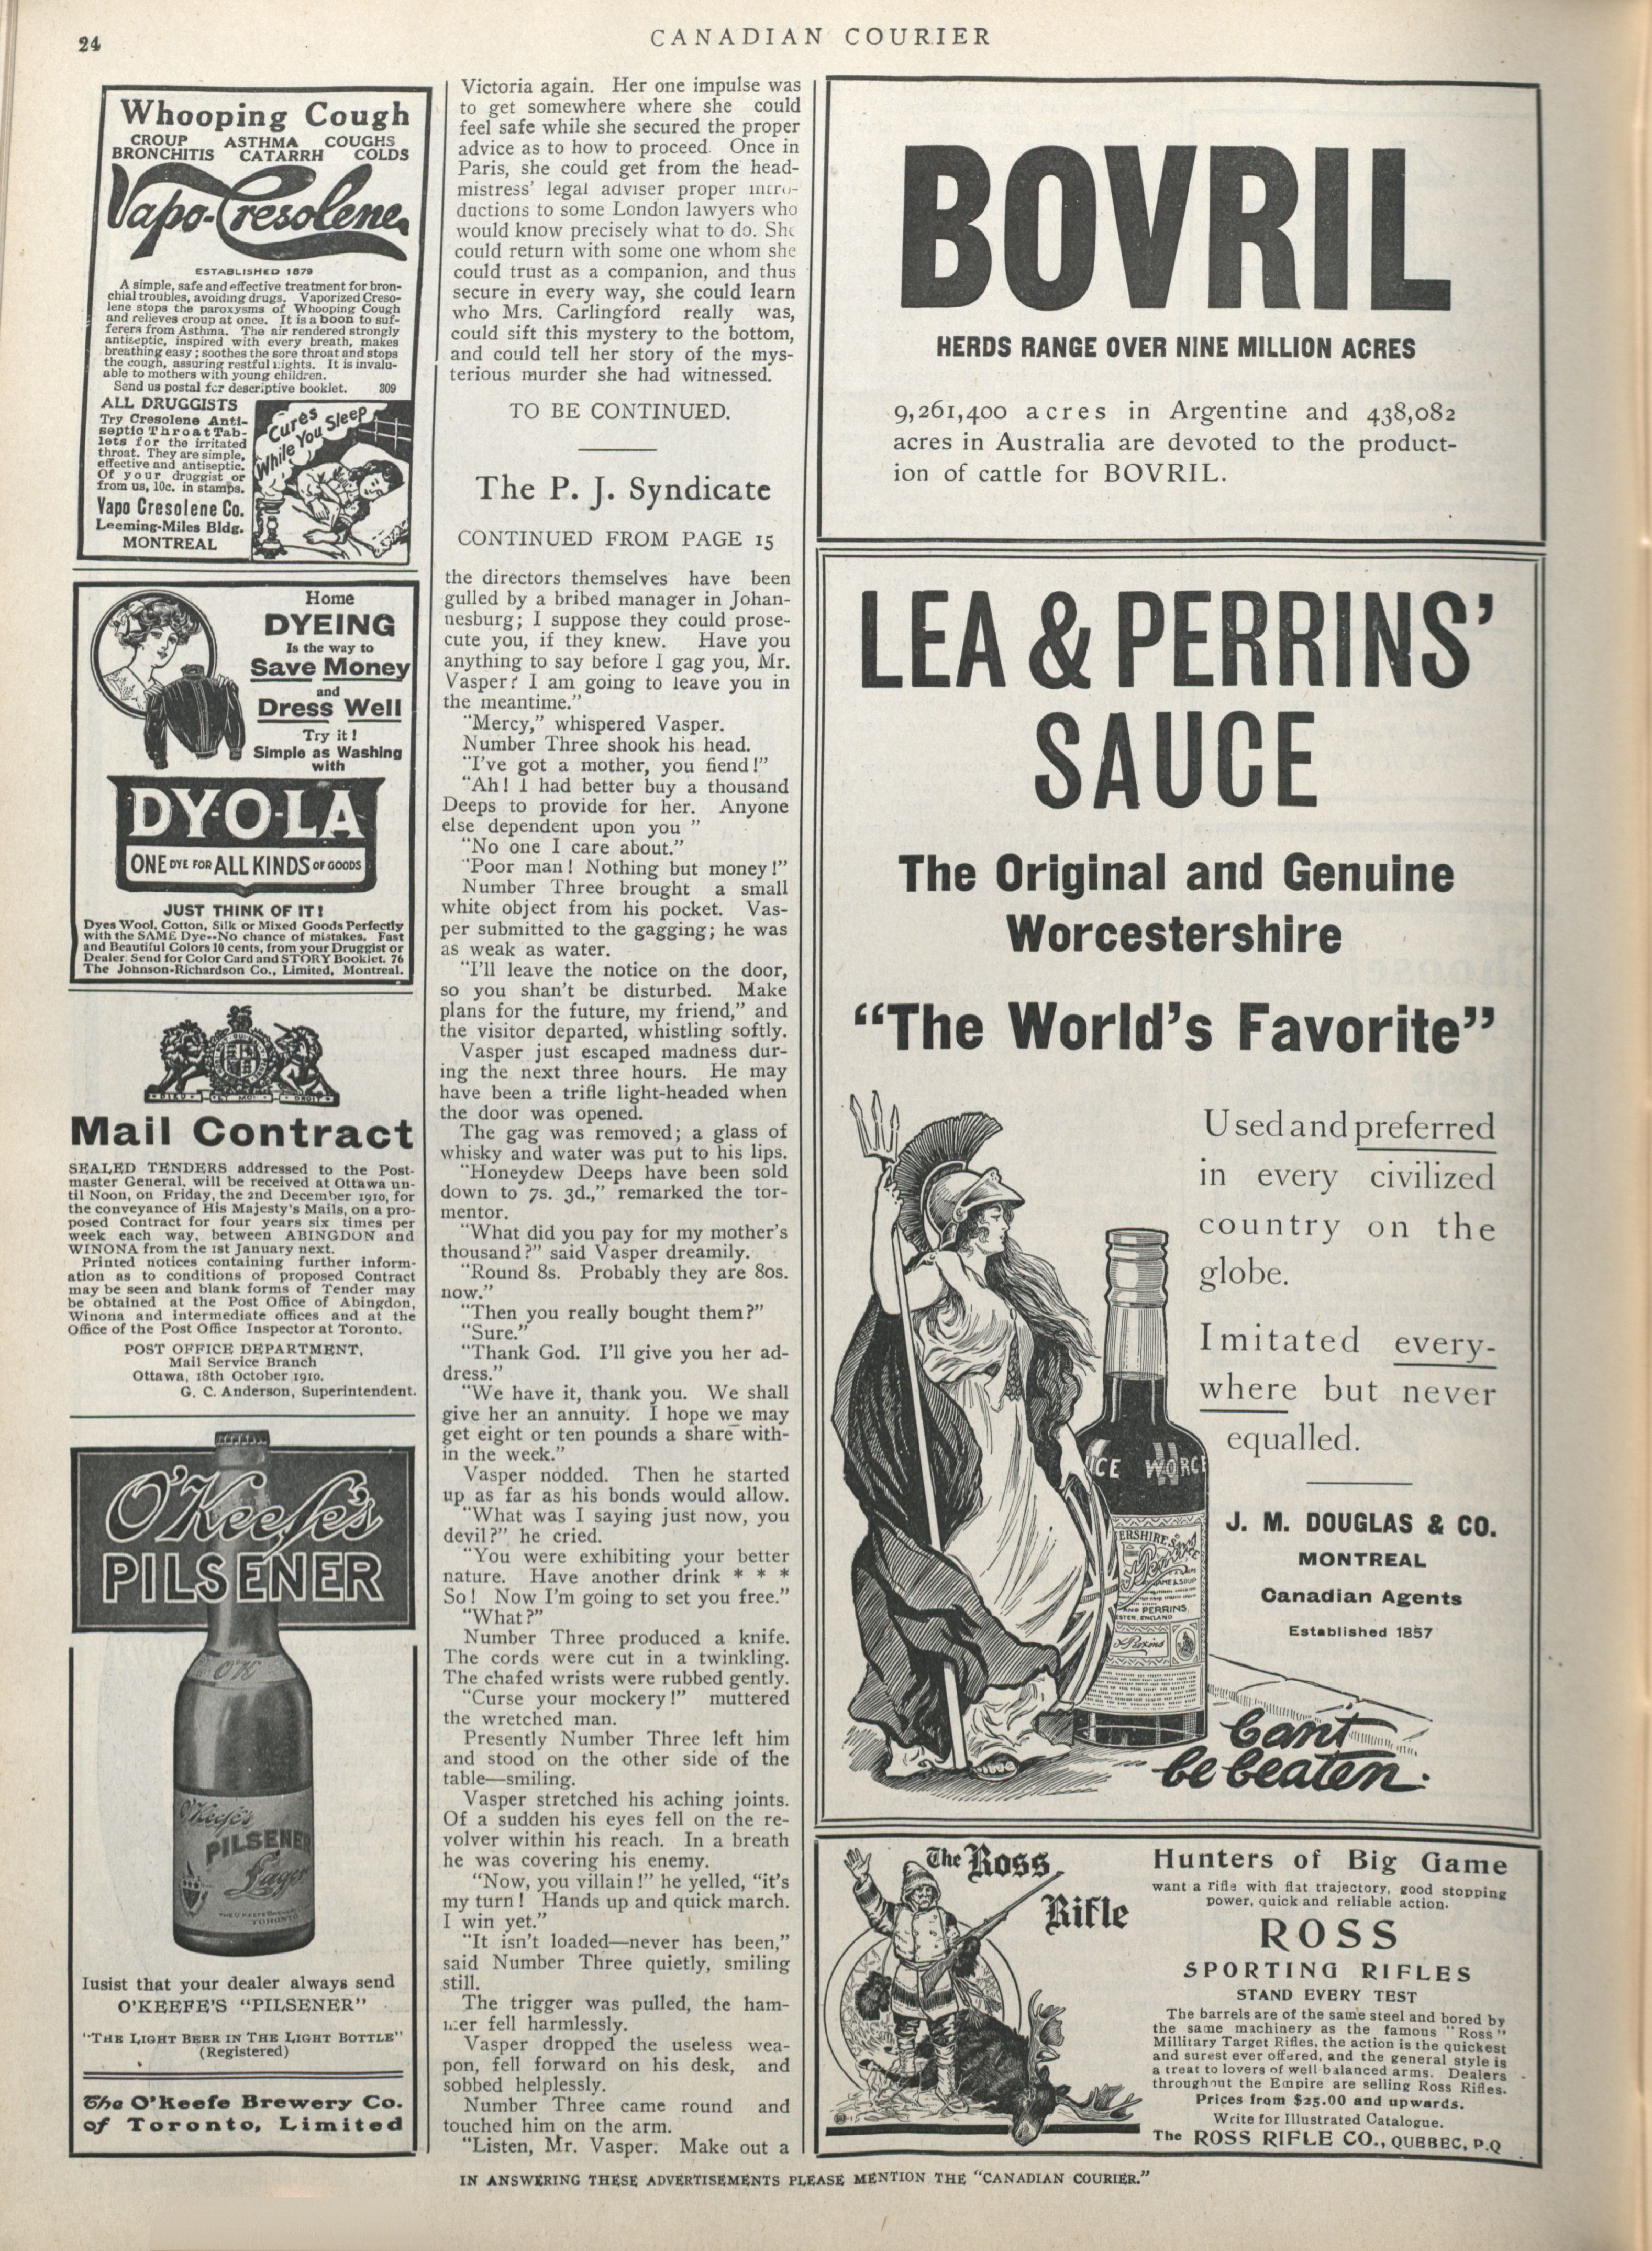 24
CANADIAN COURIER
Whooping Cough
CROUP ASTHMA COUGHS
BRONCHITIS CATARRH COLDS
Vapo-Cresolene
ESTABLISHED 1879
A simple, safe and effective treatment for bron-
chial troubles, avoiding drugs. Vaporized Creso-
lene stops the paroxysms of Whooping Cough
and relieves croup at once. It is a boon to suf-
ferers from Asthma. The air rendered strongly
antiseptic, inspired with every breath, makes
breathing easy; soothes the sore throat and stops
the cough, assuring restful nights. It is invalu-
able to mothers with young children.
Send us postal for descriptive booklet. 309
ALL DRUGGISTS
Try Cresolene Anti-
septic Throat Tab-
lets for the irritated
throat. They are simple,
effective and antiseptic.
Of your druggist or
from us, 10c. in stamps.
Vapo Cresolene Co.
Leeming-Miles Bldg.
MONTREAL
Cures
While You Sleep
Home
DYEING
Is the way to
Save Money
and
Dress Well
Try it!
Simple as Washing
with
DY-O-LA
ONE DYE FOR ALL KINDS OF GOODS
JUST THINK OF IT!
Dyes Wool, Cotton, Silk or Mixed Goods Perfectly
with the SAME Dye--No chance of mistakes. Fast
and Beautiful Colors 10 cents, from your Druggist or
Dealer. Send for Color Card and STORY Booklet. 76
The Johnson-Richardson Co., Limited, Montreal.
DIEU ET MON DROIT
Mail Contract
SEALED TENDERS addressed to the Post-
master General, will be received at Ottawa un-
til Noon, on Friday, the 2nd December 1910, for
the conveyance of His Majesty's Mails, on a pro-
posed Contract for four years six times per
week each way, between ABINGDON and
WINONA from the 1st January next.
Printed notices containing further inform-
ation as to conditions of proposed Contract
may be seen and blank forms of Tender may
be obtained at the Post Office of Abingdon,
Winona and intermediate offices and at the
Office of the Post Office Inspector at Toronto.
POST OFFICE DEPARTMENT,
Mail Service Branch
Ottawa, 18th October 1910.
G. C. Anderson, Superintendent.
O'Keefe's
PILSENER
OK
O'Keefe's
PILSENER
Lager
THE O'KEEFE BREWERY
TORONTO
Iusist that your dealer always send
O'KEEFE'S "PILSENER"
"THE LIGHT BEER IN THE LIGHT BOTTLE"
(Registered)
The O'Keefe Brewery Co.
of Toronto, Limited
Victoria again. Her one impulse was
to get somewhere where she could
feel safe while she secured the proper
advice as to how to proceed. Once in
Paris, she could get from the head-
mistress' legal adviser proper intro-
ductions to some London lawyers who
would know precisely what to do. She
could return with some one whom she
could trust as a companion, and thus
secure in every way, she could learn
who Mrs. Carlingford really was,
could sift this mystery to the bottom,
and could tell her story of the mys-
terious murder she had witnessed.
TO BE CONTINUED.
The P. J. Syndicate
CONTINUED FROM PAGE 15
the directors themselves have been
gulled by a bribed manager in Johan-
nesburg; I suppose they could prose-
cute you, if they knew. Have you
anything to say before I gag you, Mr.
Vasper? I am going to leave you in
the meantime."
"Mercy," whispered Vasper.
Number Three shook his head.
"I've got a mother, you fiend!"
"Ah! I had better buy a thousand
Deeps to provide for her. Anyone
else dependent upon you "
"No one I care about."
"Poor man! Nothing but money!"
Number Three brought a small
white object from his pocket. Vas-
per submitted to the gagging; he was
as weak as water.
"I'll leave the notice on the door,
so you shan't be disturbed. Make
plans for the future, my friend," and
the visitor departed, whistling softly.
Vasper just escaped madness dur-
ing the next three hours. He may
have been a trifle light-headed when
the door was opened.
The gag was removed; a glass of
whisky and water was put to his lips.
"Honeydew Deeps have been sold
down to 7s. 3d.," remarked the tor-
mentor.
"What did you pay for my mother's
thousand?" said Vasper dreamily.
"Round 8s. Probably they are 80s.
now."
"Then you really bought them?"
"Sure."
"Thank God. I'll give you her ad-
dress."
"We have it, thank you. We shall
give her an annuity. I hope we may
get eight or ten pounds a share with-
in the week."
Vasper nodded. Then he started
up as far as his bonds would allow.
"What was I saying just now, you
devil?" he cried.
"You were exhibiting your better
nature. Have another drink * * *
So! Now I'm going to set you free."
"What?"
Number Three produced a knife.
The cords were cut in a twinkling.
The chafed wrists were rubbed gently.
"Curse your mockery!" muttered
the wretched man.
Presently Number Three left him
and stood on the other side of the
table—smiling.
Vasper stretched his aching joints.
Of a sudden his eyes fell on the re-
volver within his reach. In a breath
he was covering his enemy.
"Now, you villain!" he yelled, "it's
my turn! Hands up and quick march.
I win yet."
"It isn't loaded—never has been,"
said Number Three quietly, smiling
still.
The trigger was pulled, the ham-
mer fell harmlessly.
Vasper dropped the useless wea-
pon, fell forward on his desk, and
sobbed helplessly.
Number Three came round and
touched him on the arm.
"Listen, Mr. Vasper. Make out a
BOVRIL
HERDS RANGE OVER NINE MILLION ACRES
9,261,400 acres in Argentine and 438,082
acres in Australia are devoted to the product-
ion of cattle for BOVRIL.
LEA & PERRINS'
SAUCE
The Original and Genuine
Worcestershire
"The World's Favorite"
Used and preferred
in every civilized
country on the
globe.
Imitated every-
where but never
equalled.
ICE WORCE
ERSHIRE SAUCE
AND PERRINS
STER, ENGLAND
J. M. DOUGLAS & CO.
MONTREAL
Canadian Agents
Established 1857
Can't
be beaten.
The Ross
Rifle
Hunters of Big Game
want a rifle with flat trajectory, good stopping
power, quick and reliable action.
ROSS
SPORTING RIFLES
STAND EVERY TEST
The barrels are of the same steel and bored by
the same machinery as the famous "Ross"
Millitary Target Rifles, the action is the quickest
and surest ever offered, and the general style is
a treat to lovers of well-balanced arms. Dealers
throughout the Empire are selling Ross Rifles.
Prices from $25.00 and upwards.
Write for Illustrated Catalogue.
The ROSS RIFLE CO., QUEBEC, P.Q
IN ANSWERING THESE ADVERTISEMENTS PLEASE MENTION THE "CANADIAN COURIER."